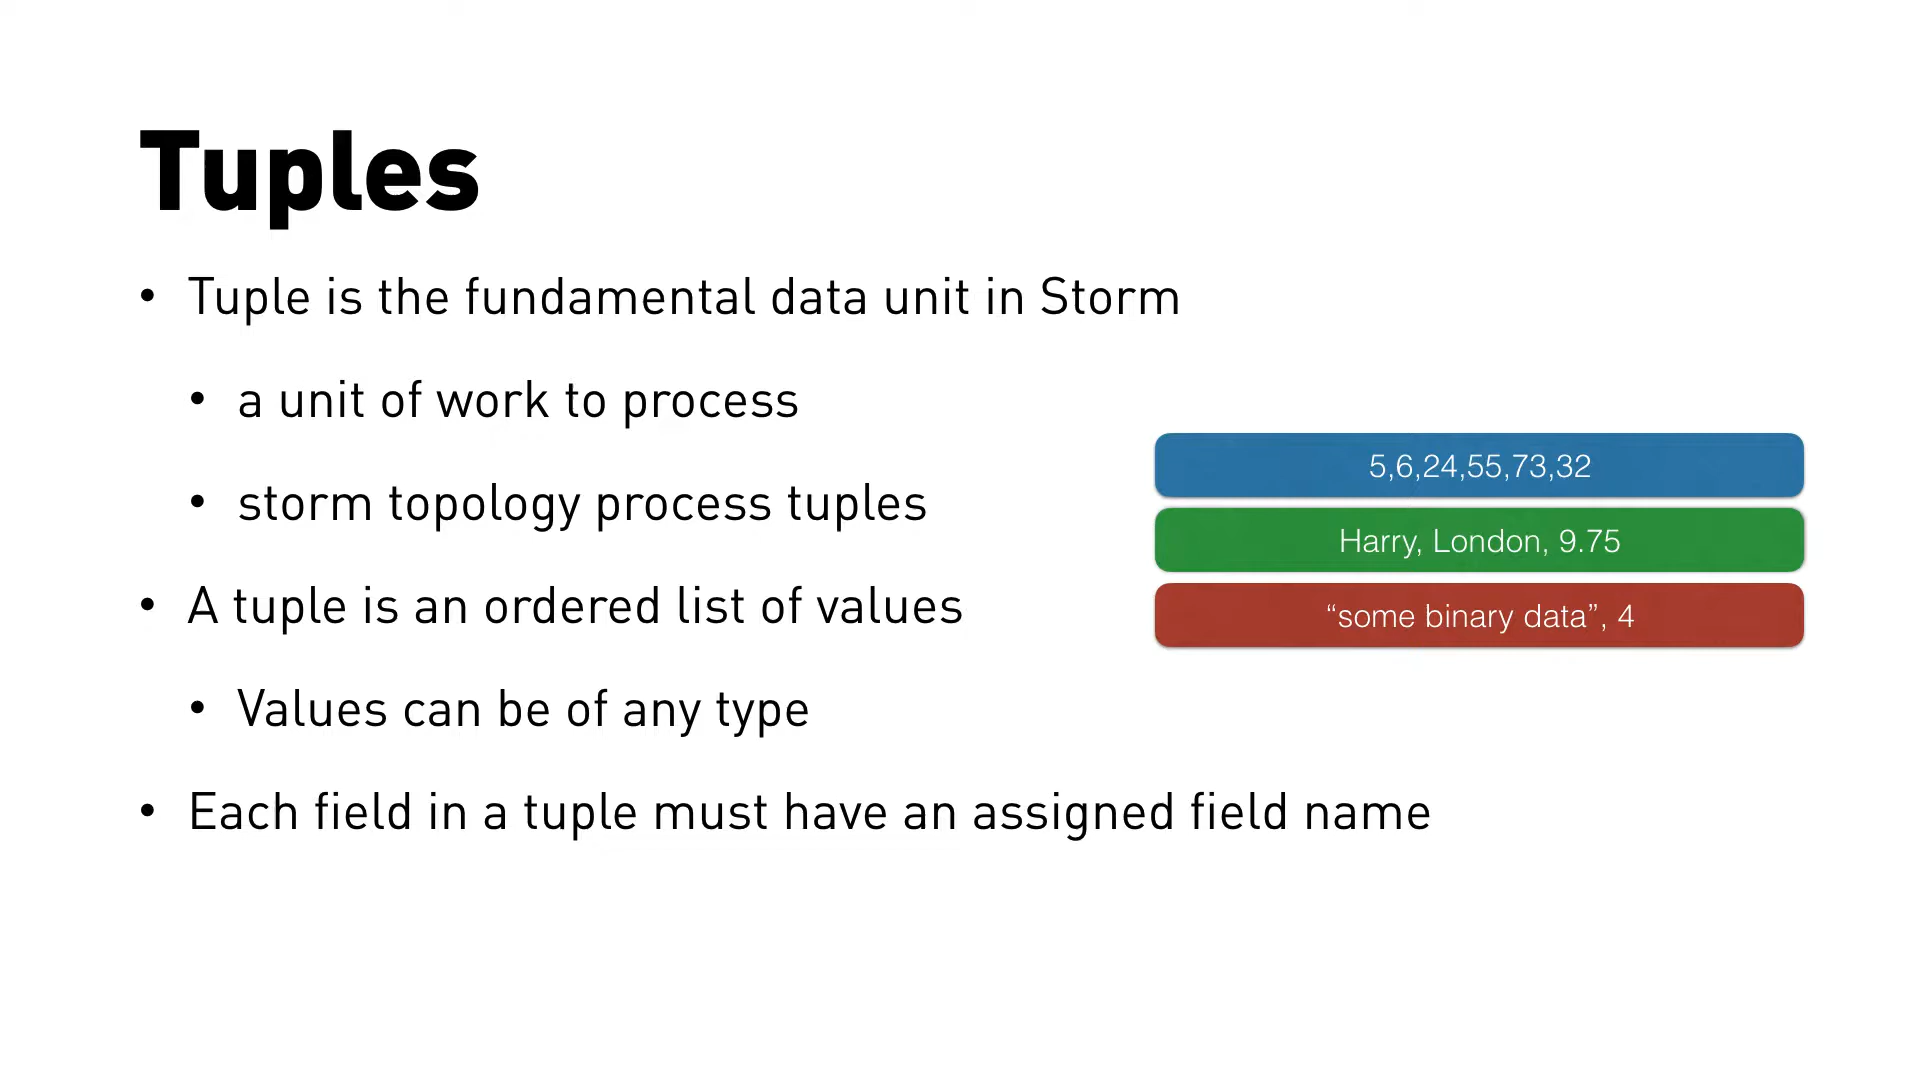 Tuples
• Tuple is the fundamental data unit in Storm
• a unit of work to process
• storm topology process tuples
• A tuple is an ordered list of values
• Values can be of any type
• Each field in a tuple must have an assigned field name
5,6,24,55,73,32
Harry, London, 9.75
“some binary data”, 4